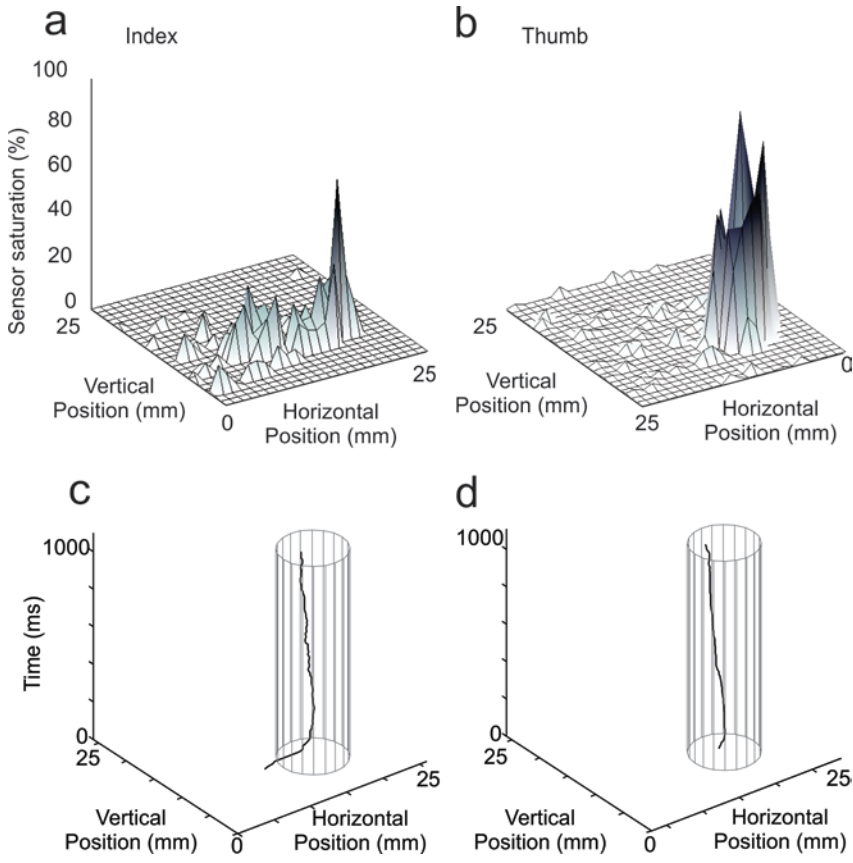 a
Index
100
80
60
40
20
0
Sensor saturation (%)
25
Vertical
Position (mm)
0
Horizontal
Position (mm)
25
b
Thumb
25
Vertical
Position (mm)
25
Horizontal
Position (mm)
0
c
1000
Time (ms)
0
25
Vertical
Position (mm)
0
Horizontal
Position (mm)
25
d
1000
0
25
Vertical
Position (mm)
0
Horizontal
Position (mm)
25